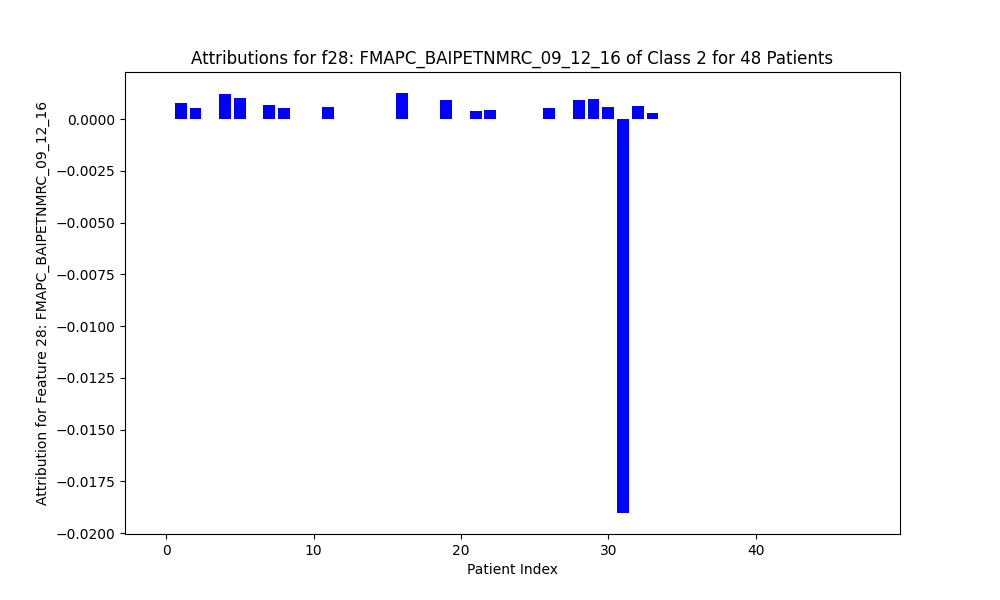 Attributions for f28: FMAPC_BAIPETNMRC_09_12_16 of Class 2 for 48 Patients
Attribution for Feature 28: FMAPC_BAIPETNMRC_09_12_16
0.0000
−0.0025
−0.0050
−0.0075
−0.0100
−0.0125
−0.0150
−0.0175
−0.0200
0 10 20 30 40
Patient Index